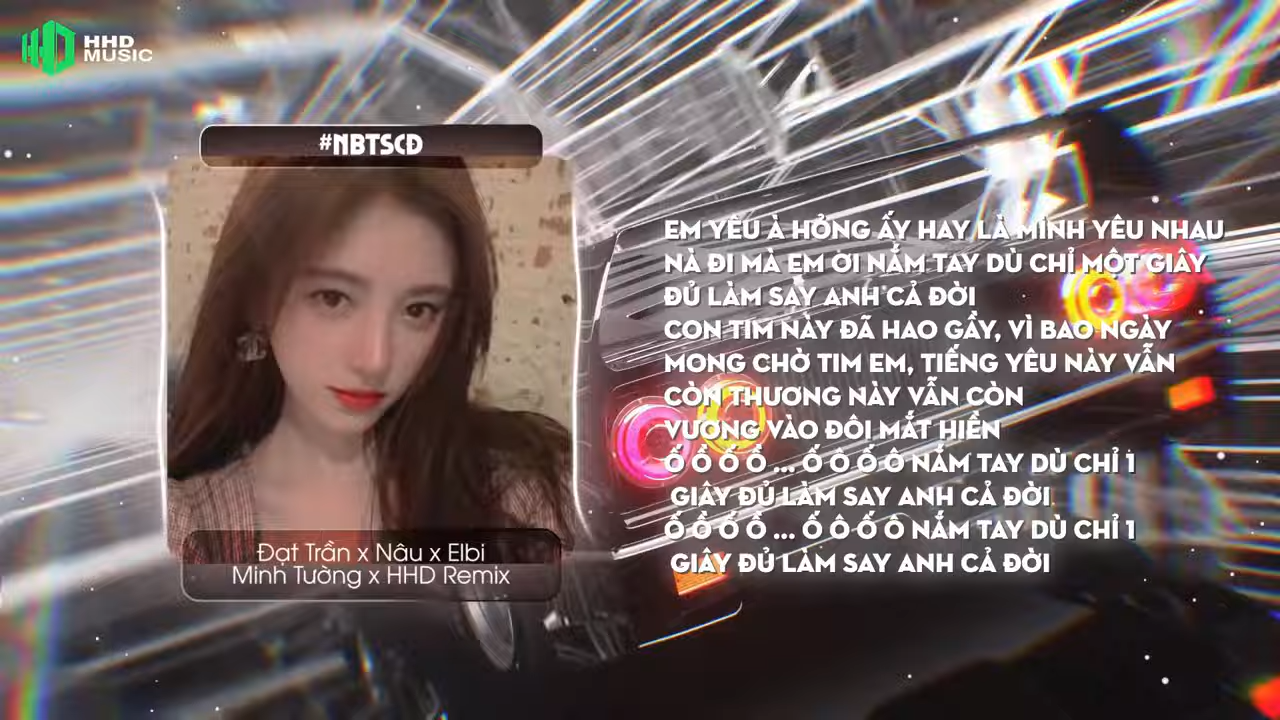 HHD
MUSIC
#NBTSCĐ
EM YÊU À HỞNG ẤY HAY LÀ MÌNH YÊU NHAU
NÀ ĐI MÀ EM ƠI NẮM TAY DÙ CHỈ MỘT GIÂY
ĐỦ LÀM SAY ANH CẢ ĐỜI
CON TIM NÀY ĐÃ HAO GẦY, VÌ BAO NGÀY
MONG CHỜ TIM EM, TIẾNG YÊU NÀY VẪN
CÒN THƯƠNG NÀY VẪN CÒN
VƯƠNG VÀO ĐÔI MẮT HIỀN
Ố Ồ Ố Ồ ... Ố Ô Ố Ô NẮM TAY DÙ CHỈ 1
GIÂY ĐỦ LÀM SAY ANH CẢ ĐỜI
Ố Ồ Ố Ồ ... Ố Ô Ố Ô NẮM TAY DÙ CHỈ 1
GIÂY ĐỦ LÀM SAY ANH CẢ ĐỜI
Đạt Trần x Nâu x Elbi
Minh Tường x HHD Remix